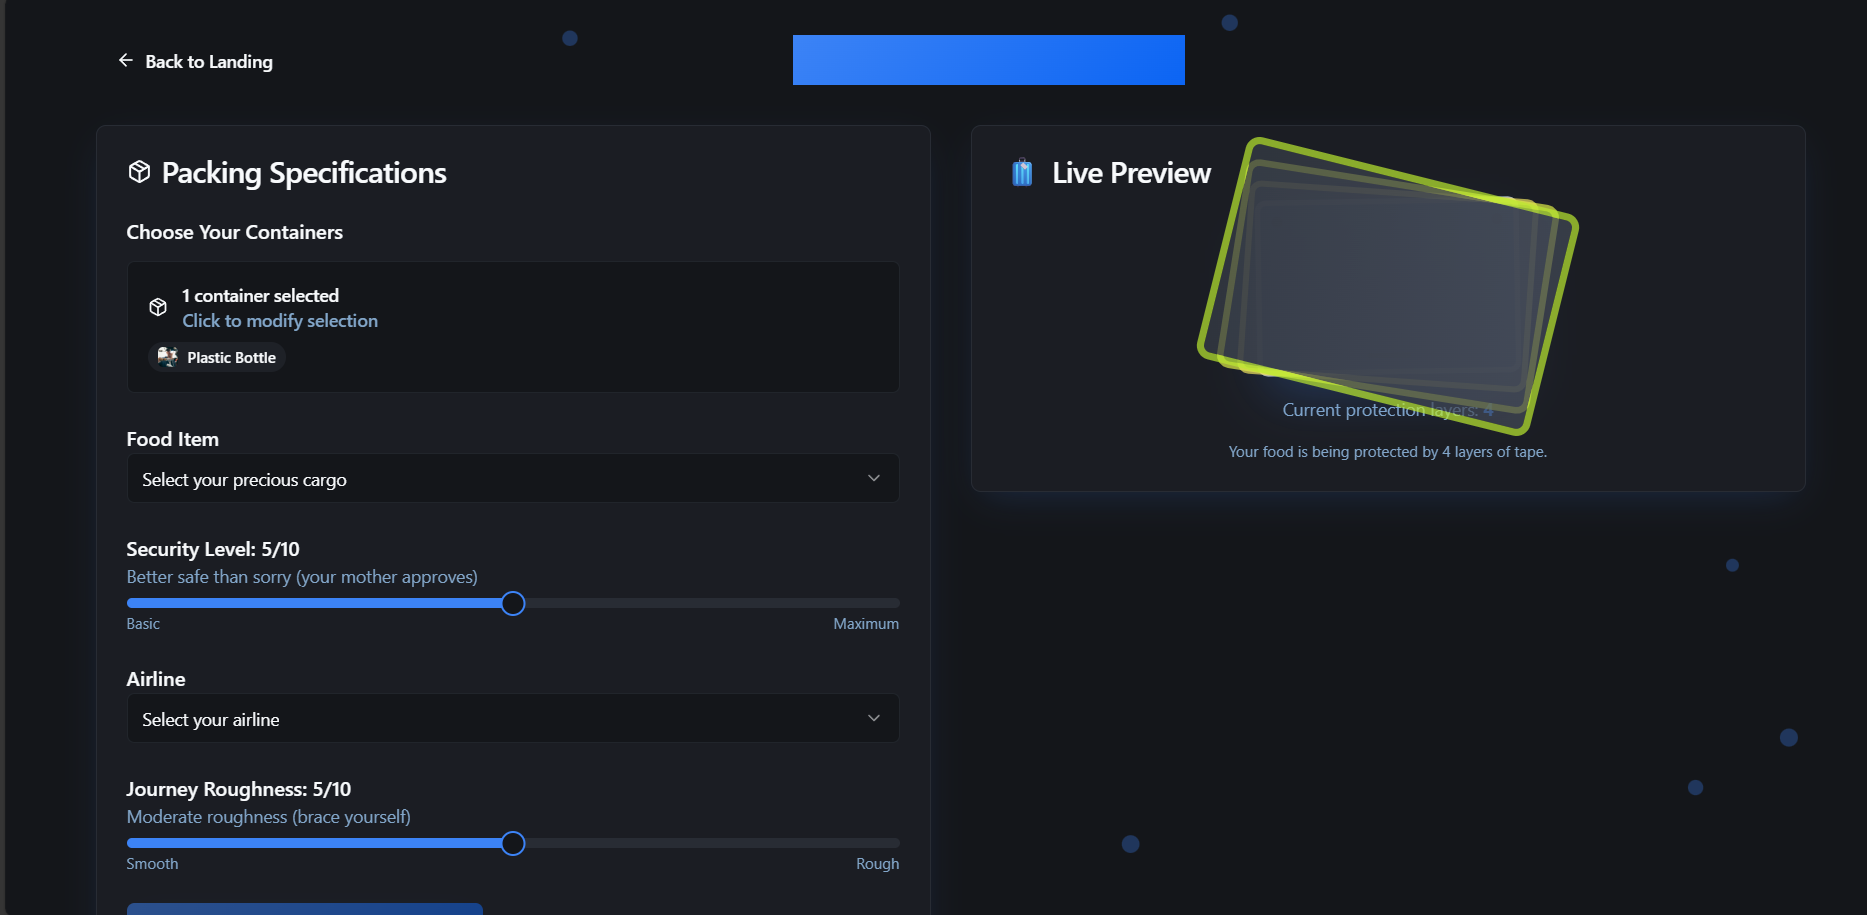 Back to Landing
Packing Specifications
Choose Your Containers
1 container selected
Click to modify selection
Plastic Bottle
Food Item
Select your precious cargo
Security Level: 5/10
Better safe than sorry (your mother approves)
Basic
Maximum
Airline
Select your airline
Journey Roughness: 5/10
Moderate roughness (brace yourself)
Smooth
Rough
Live Preview
Current protection layers: 4
Your food is being protected by 4 layers of tape.